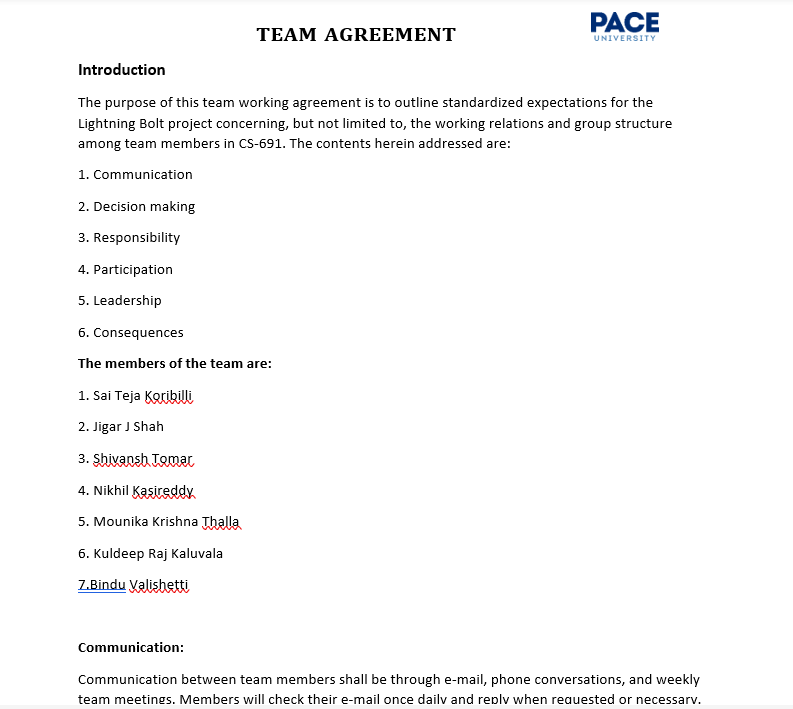 TEAM AGREEMENT
PACE
UNIVERSITY
Introduction
The purpose of this team working agreement is to outline standardized expectations for the
Lightning Bolt project concerning, but not limited to, the working relations and group structure
among team members in CS-691. The contents herein addressed are:
1. Communication
2. Decision making
3. Responsibility
4. Participation
5. Leadership
6. Consequences
The members of the team are:
1. Sai Teja Koribilli
2. Jigar J Shah
3. Shivansh Tomar
4. Nikhil Kasireddy
5. Mounika Krishna Thalla
6. Kuldeep Raj Kaluvala
7.Bindu Valishetti
Communication:
Communication between team members shall be through e-mail, phone conversations, and weekly
team meetings. Members will check their e-mail once daily and reply when requested or necessary.